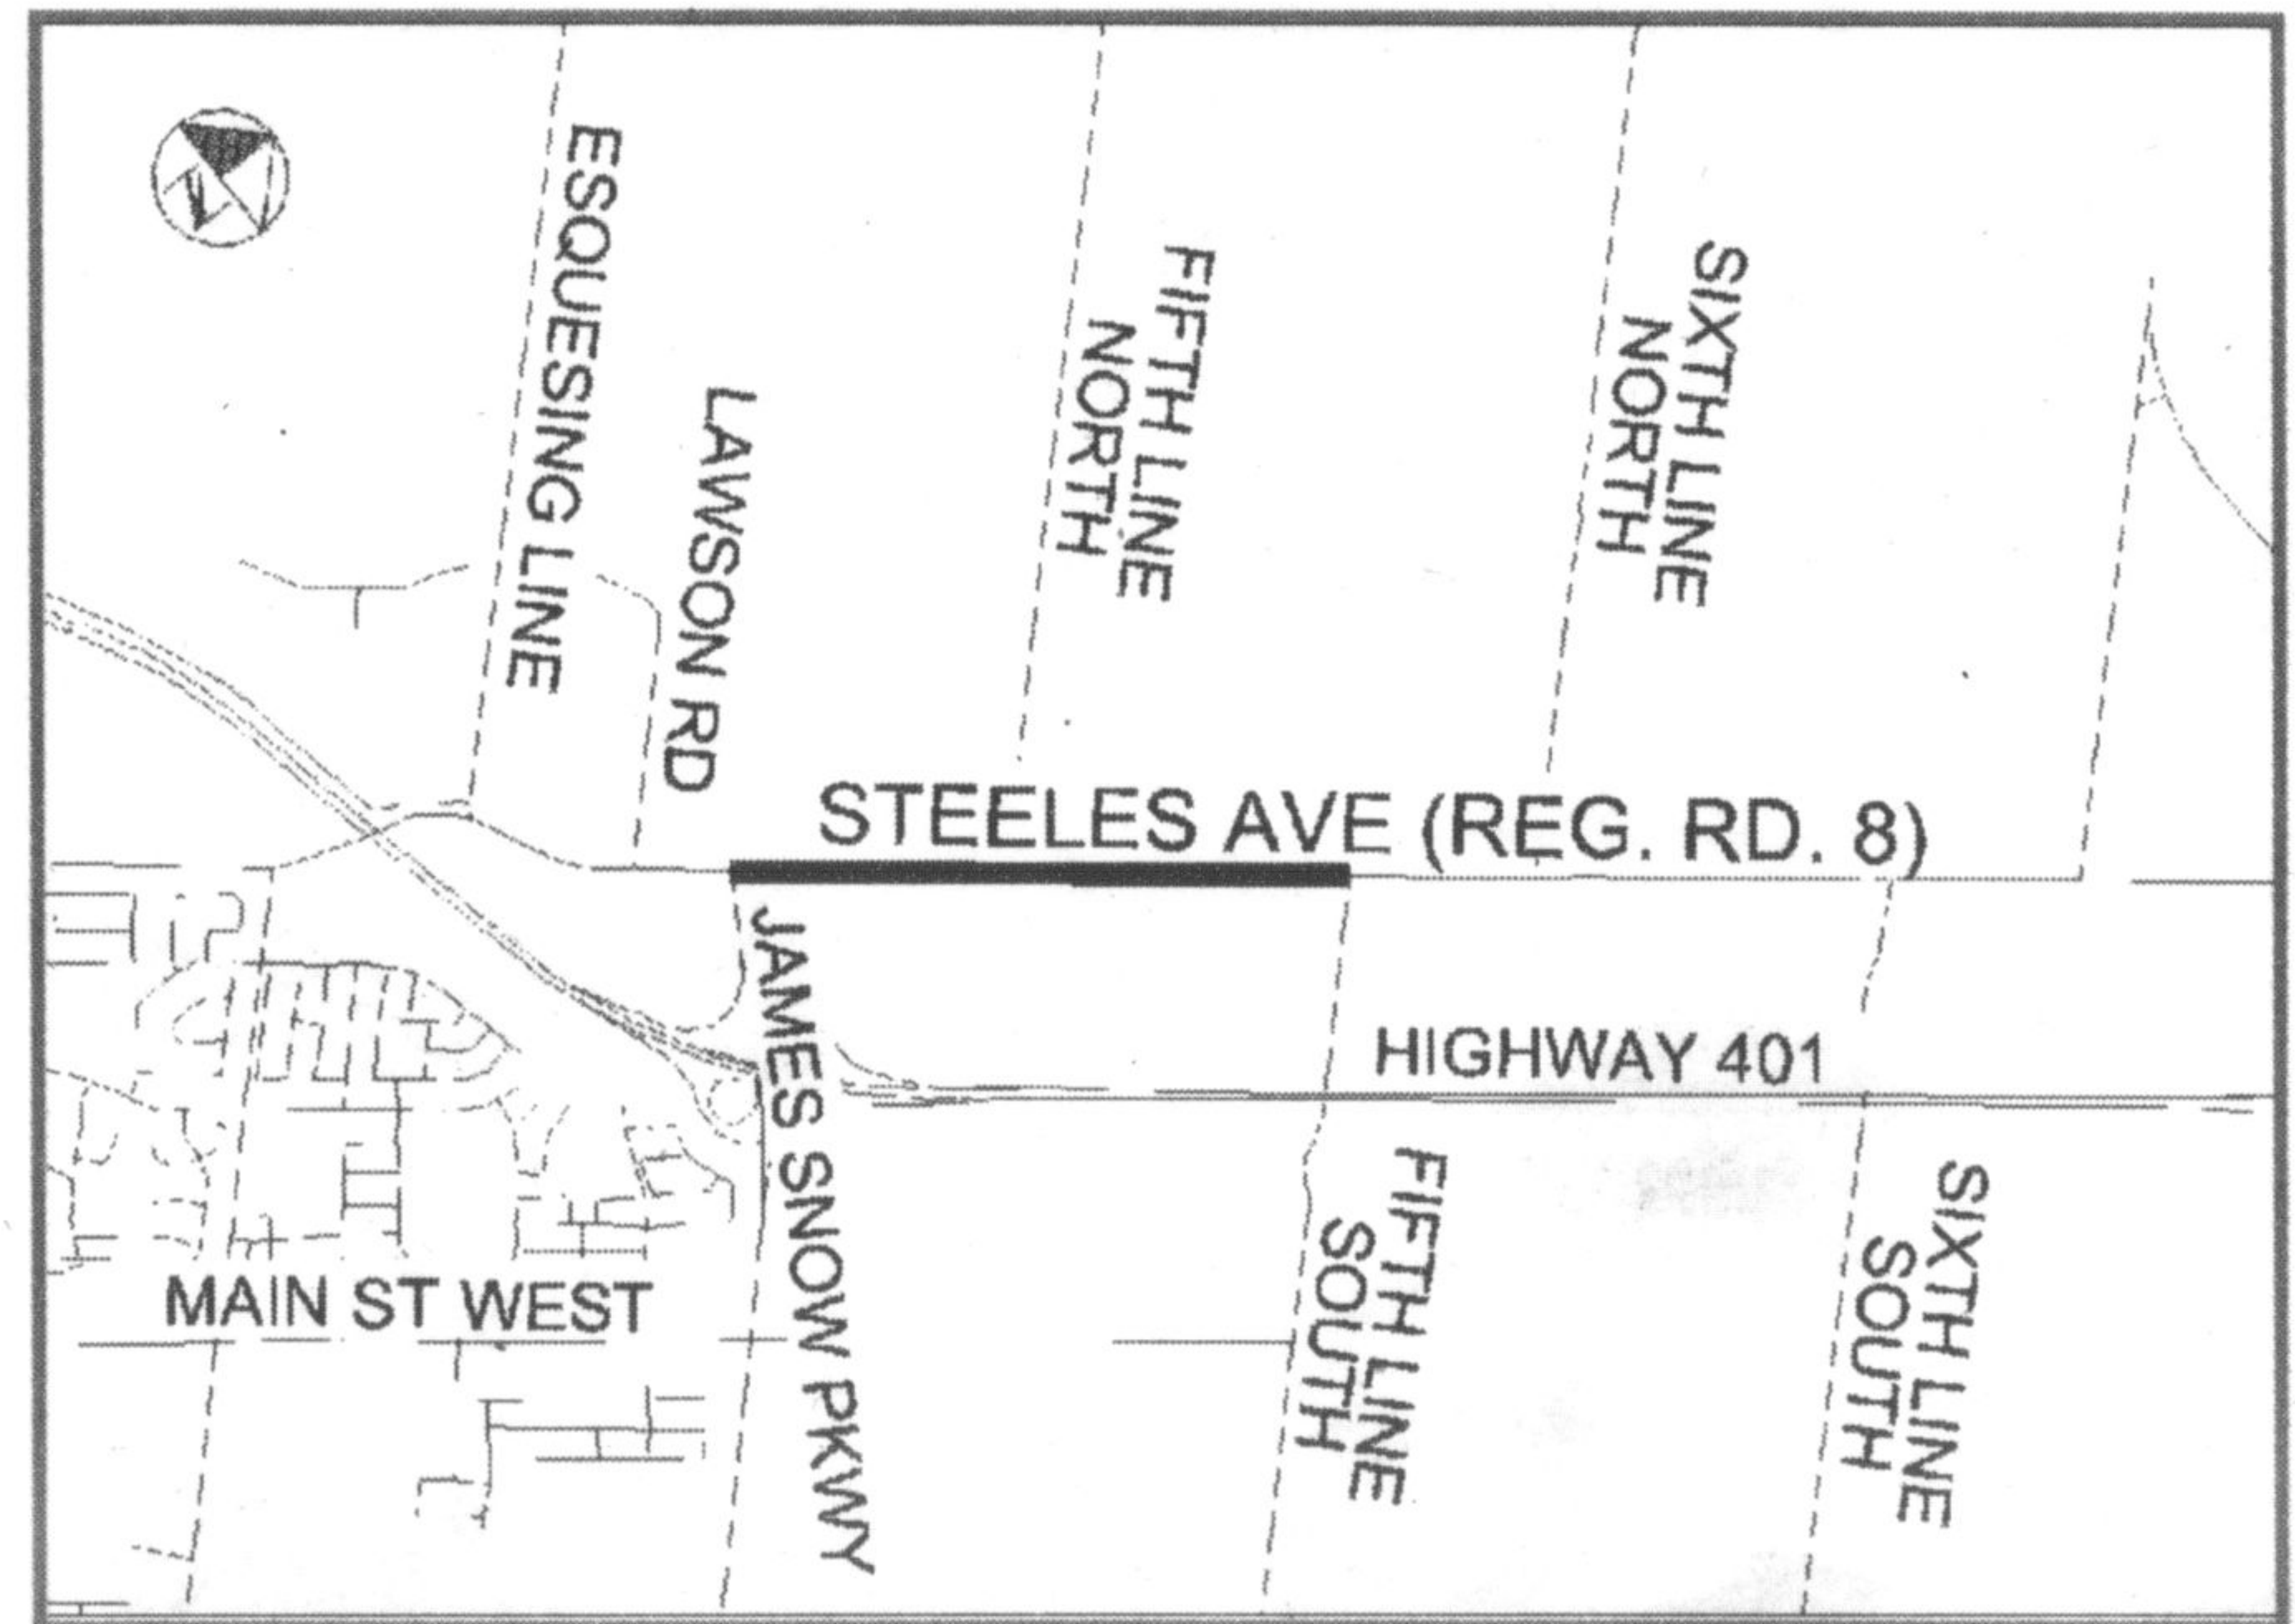 N
ESQUESING LINE
LAWSON RD
FIFTH LINE
NORTH
SIXTH LINE
NORTH
STEELES AVE (REG. RD. 8)
JAMES SNOW PKWY
HIGHWAY 401
FIFTH LINE
SOUTH
SIXTH LINE
SOUTH
MAIN ST WEST